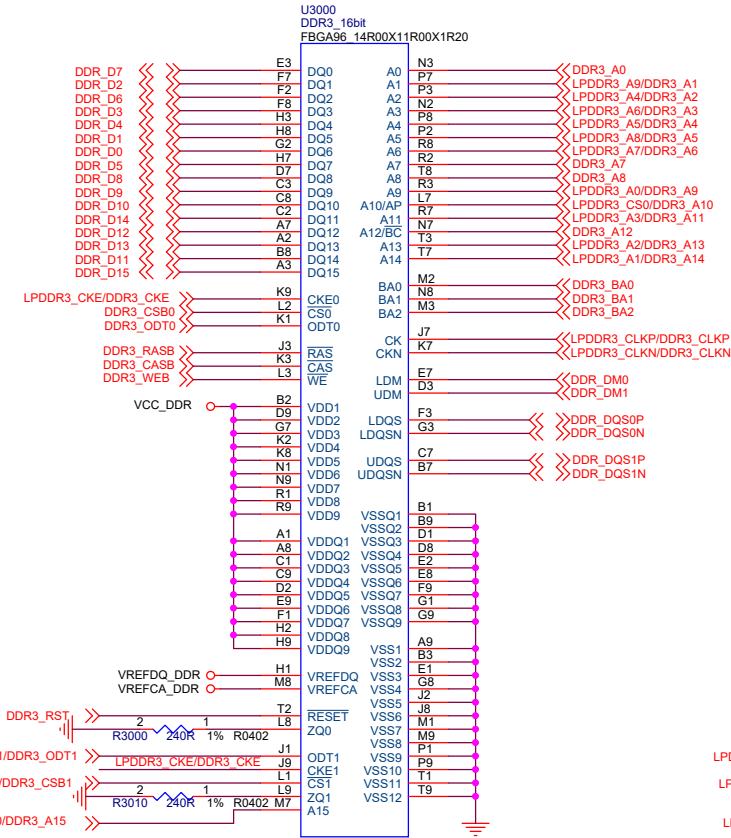 U3000
DDR3_16bit
FBGA96_14R00X11R00X1R20
DDR_D7 E3 DQ0 A0 N3 DDR3_A0
DDR_D2 F7 DQ1 A1 P7 LPDDR3_A9/DDR3_A1
DDR_D6 F2 DQ2 A2 P3 LPDDR3_A4/DDR3_A2
DDR_D3 F8 DQ3 A3 N2 LPDDR3_A6/DDR3_A3
DDR_D4 H3 DQ4 A4 P8 LPDDR3_A5/DDR3_A4
DDR_D1 H8 DQ5 A5 P2 LPDDR3_A8/DDR3_A5
DDR_D0 G2 DQ6 A6 R8 LPDDR3_A7/DDR3_A6
DDR_D5 H7 DQ7 A7 R2 DDR3_A7
DDR_D8 D7 DQ8 A8 T8 DDR3_A8
DDR_D9 C3 DQ9 A9 R3 LPDDR3_A0/DDR3_A9
DDR_D10 C8 DQ10 A10/AP L7 LPDDR3_CS0/DDR3_A10
DDR_D14 C2 DQ11 A11 R7 LPDDR3_A3/DDR3_A11
DDR_D12 A7 DQ12 A12/BC N7 DDR3_A12
DDR_D13 A2 DQ13 A13 T3 LPDDR3_A2/DDR3_A13
DDR_D11 B8 DQ14 A14 T7 LPDDR3_A1/DDR3_A14
DDR_D15 A3 DQ15
BA0 M2 DDR3_BA0
LPDDR3_CKE/DDR3_CKE K9 CKE0 BA1 N8 DDR3_BA1
DDR3_CSB0 L2 CS0 BA2 M3 DDR3_BA2
DDR3_ODT0 K1 ODT0
CK J7 LPDDR3_CLKP/DDR3_CLKP
DDR3_RASB J3 RAS CKN K7 LPDDR3_CLKN/DDR3_CLKN
DDR3_CASB K3 CAS
DDR3_WEB L3 WE LDM E7 DDR_DM0
UDM D3 DDR_DM1
VCC_DDR B2 VDD1
D9 VDD2 LDQS F3 DDR_DQS0P
G7 VDD3 LDQSN G3 DDR_DQS0N
K2 VDD4
K8 VDD5 UDQS C7 DDR_DQS1P
N1 VDD6 UDQSN B7 DDR_DQS1N
N9 VDD7
R1 VDD8
R9 VDD9 VSSQ1 B1
VSSQ2 B9
A1 VDDQ1 VSSQ3 D1
A8 VDDQ2 VSSQ4 D8
C1 VDDQ3 VSSQ5 E2
C9 VDDQ4 VSSQ6 E8
D2 VDDQ5 VSSQ7 F9
E9 VDDQ6 VSSQ8 G1
F1 VDDQ7 VSSQ9 G9
H2 VDDQ8
H9 VDDQ9 VSS1 A9
VSS2 B3
VREFDQ_DDR H1 VREFDQ VSS3 E1
VREFCA_DDR M8 VREFCA VSS4 G8
VSS5 J2
DDR3_RST T2 RESET VSS6 J8
2 1 L8 ZQ0 VSS7 M1
R3000 240R 1% R0402
VSS8 M9
1/DDR3_ODT1 J1 ODT1 VSS9 P1 LPD
LPDDR3_CKE/DDR3_CKE J9 CKE1 VSS10 P9
/DDR3_CSB1 L1 CS1 VSS11 T1 LP
2 1 L9 ZQ1 VSS12 T9
R3010 240R 1% R0402
/DDR3_A15 M7 A15 LP